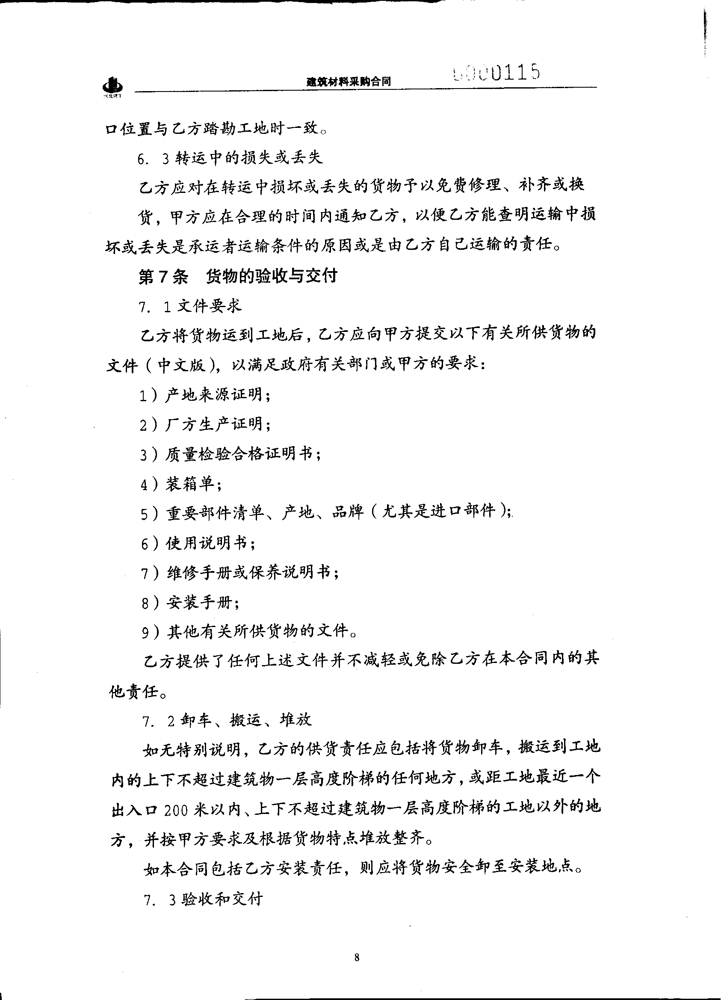 建筑材料采购合同
河北建工
口位置与乙方踏勘工地时一致。
6. 3 转运中的损失或丢失
乙方应对在转运中损坏或丢失的货物予以免费修理、补齐或换
货，甲方应在合理的时间内通知乙方，以便乙方能查明运输中损
坏或丢失是承运者运输条件的原因或是由乙方自己运输的责任。
第 7 条 货物的验收与交付
7. 1 文件要求
乙方将货物运到工地后，乙方应向甲方提交以下有关所供货物的
文件（中文版），以满足政府有关部门或甲方的要求：
1）产地来源证明；
2）厂方生产证明；
3）质量检验合格证明书；
4）装箱单；
5）重要部件清单、产地、品牌（尤其是进口部件）；
6）使用说明书；
7）维修手册或保养说明书；
8）安装手册；
9）其他有关所供货物的文件。
乙方提供了任何上述文件并不减轻或免除乙方在本合同内的其
他责任。
7. 2 卸车、搬运、堆放
如无特别说明，乙方的供货责任应包括将货物卸车，搬运到工地
内的上下不超过建筑物一层高度阶梯的任何地方，或距工地最近一个
出入口 200 米以内、上下不超过建筑物一层高度阶梯的工地以外的地
方，并按甲方要求及根据货物特点堆放整齐。
如本合同包括乙方安装责任，则应将货物安全卸至安装地点。
7. 3 验收和交付
8